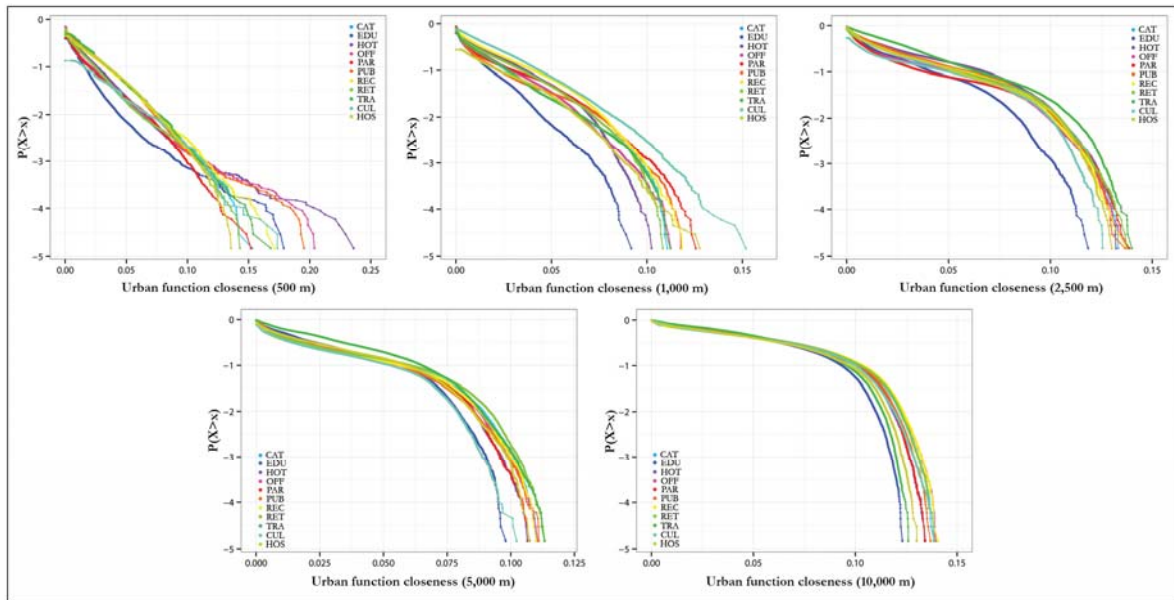 0
−1
−2
−3
−4
−5
P(X>x)
0.00 0.05 0.10 0.15 0.20 0.25
Urban function closeness (500 m)
CAT
EDU
HOT
OFF
PAR
PUB
REC
RET
TRA
CUL
HOS
0
−1
−2
−3
−4
−5
P(X>x)
0.00 0.05 0.10 0.15
Urban function closeness (1,000 m)
CAT
EDU
HOT
OFF
PAR
PUB
REC
RET
TRA
CUL
HOS
0
−1
−2
−3
−4
−5
P(X>x)
0.00 0.05 0.10 0.15
Urban function closeness (2,500 m)
CAT
EDU
HOT
OFF
PAR
PUB
REC
RET
TRA
CUL
HOS
0
−1
−2
−3
−4
−5
P(X>x)
CAT
EDU
HOT
OFF
PAR
PUB
REC
RET
TRA
CUL
HOS
0.000 0.025 0.050 0.075 0.100 0.125
Urban function closeness (5,000 m)
0
−1
−2
−3
−4
−5
P(X>x)
CAT
EDU
HOT
OFF
PAR
PUB
REC
RET
TRA
CUL
HOS
0.00 0.05 0.10 0.15
Urban function closeness (10,000 m)